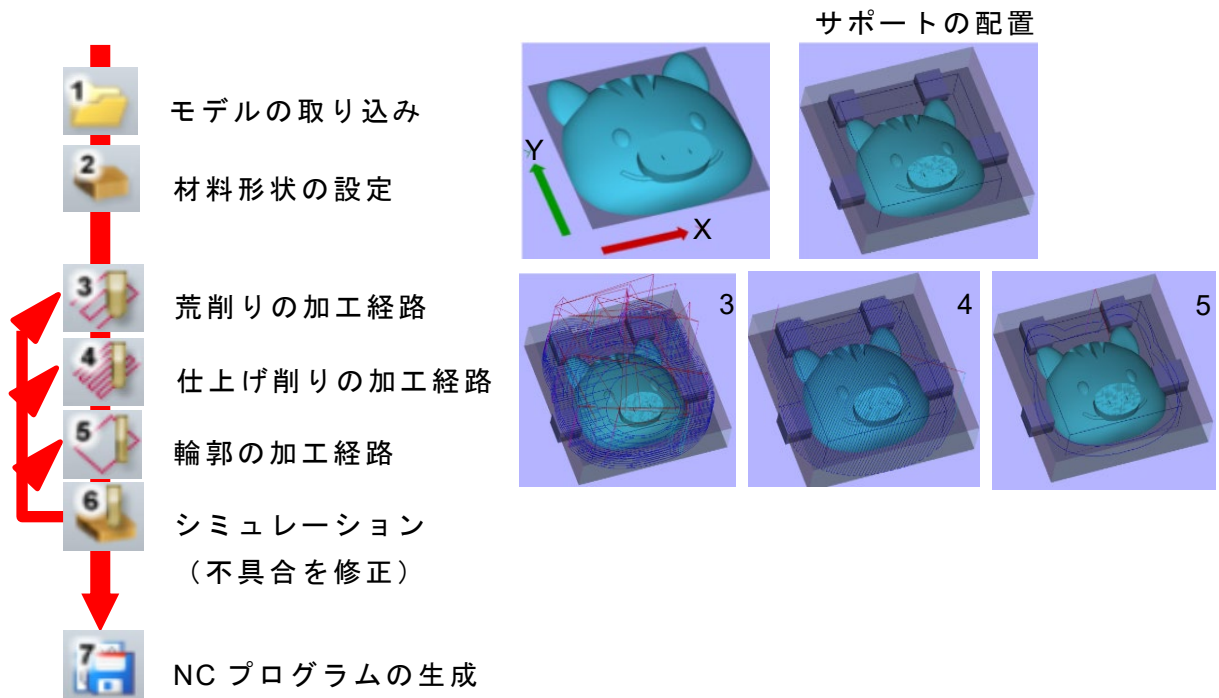 サポートの配置
1
モデルの取り込み
Y
X
2
材料形状の設定
3
荒削りの加工経路
3
4
5
4
仕上げ削りの加工経路
5
輪郭の加工経路
6
シミュレーション
(不具合を修正)
7
NC プログラムの生成